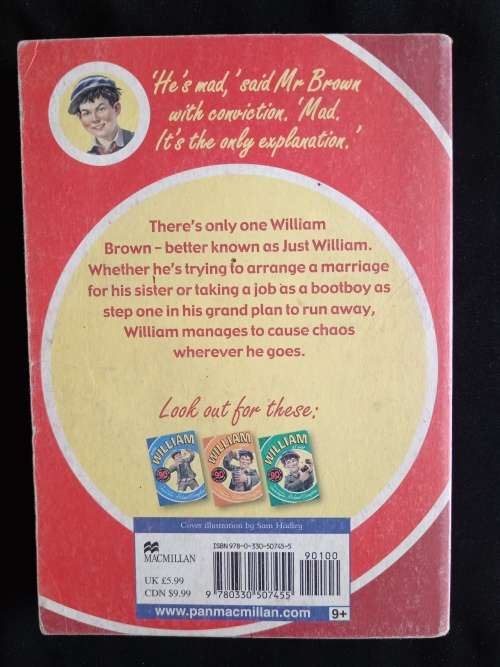 'He's mad,' said Mr Brown
with conviction. 'Mad.
It's the only explanation.'
There's only one William
Brown – better known as Just William.
Whether he's trying to arrange a marriage
for his sister or taking a job as a bootboy as
step one in his grand plan to run away,
William manages to cause chaos
wherever he goes.
Look out for these:
WILLIAM
90
WILLIAM
90
WILLIAM
90
Cover illustration by Sam Hadley
ISBN 978-0-330-50745-5
90100
MACMILLAN
UK £5.99
CDN $9.99
9 780330 507455
www.panmacmillan.com
9+